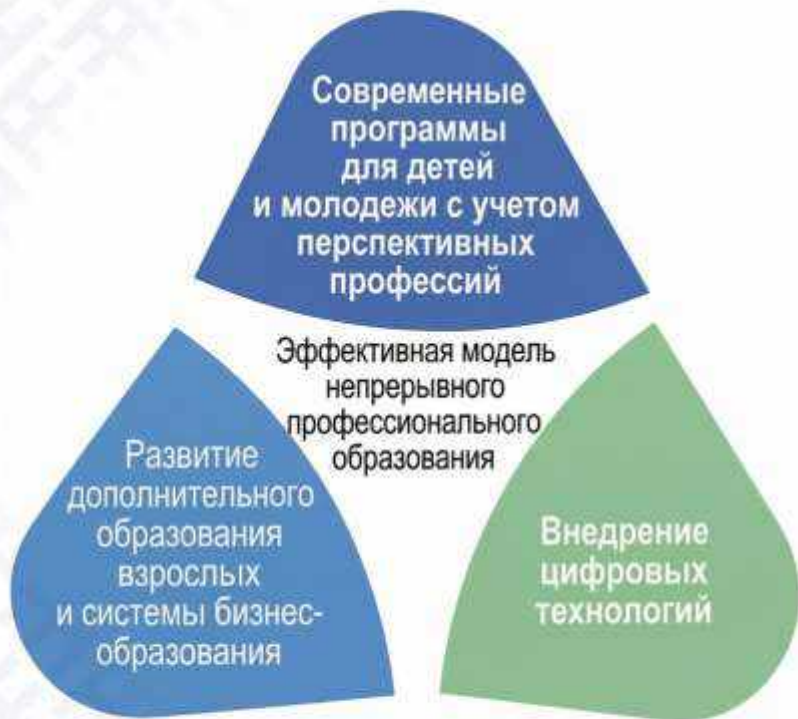 Современные
программы
для детей
и молодежи с учетом
перспективных
профессий
Эффективная модель
непрерывного
профессионального
образования
Развитие
дополнительного
образования
взрослых
и системы бизнес-
образования
Внедрение
цифровых
технологий